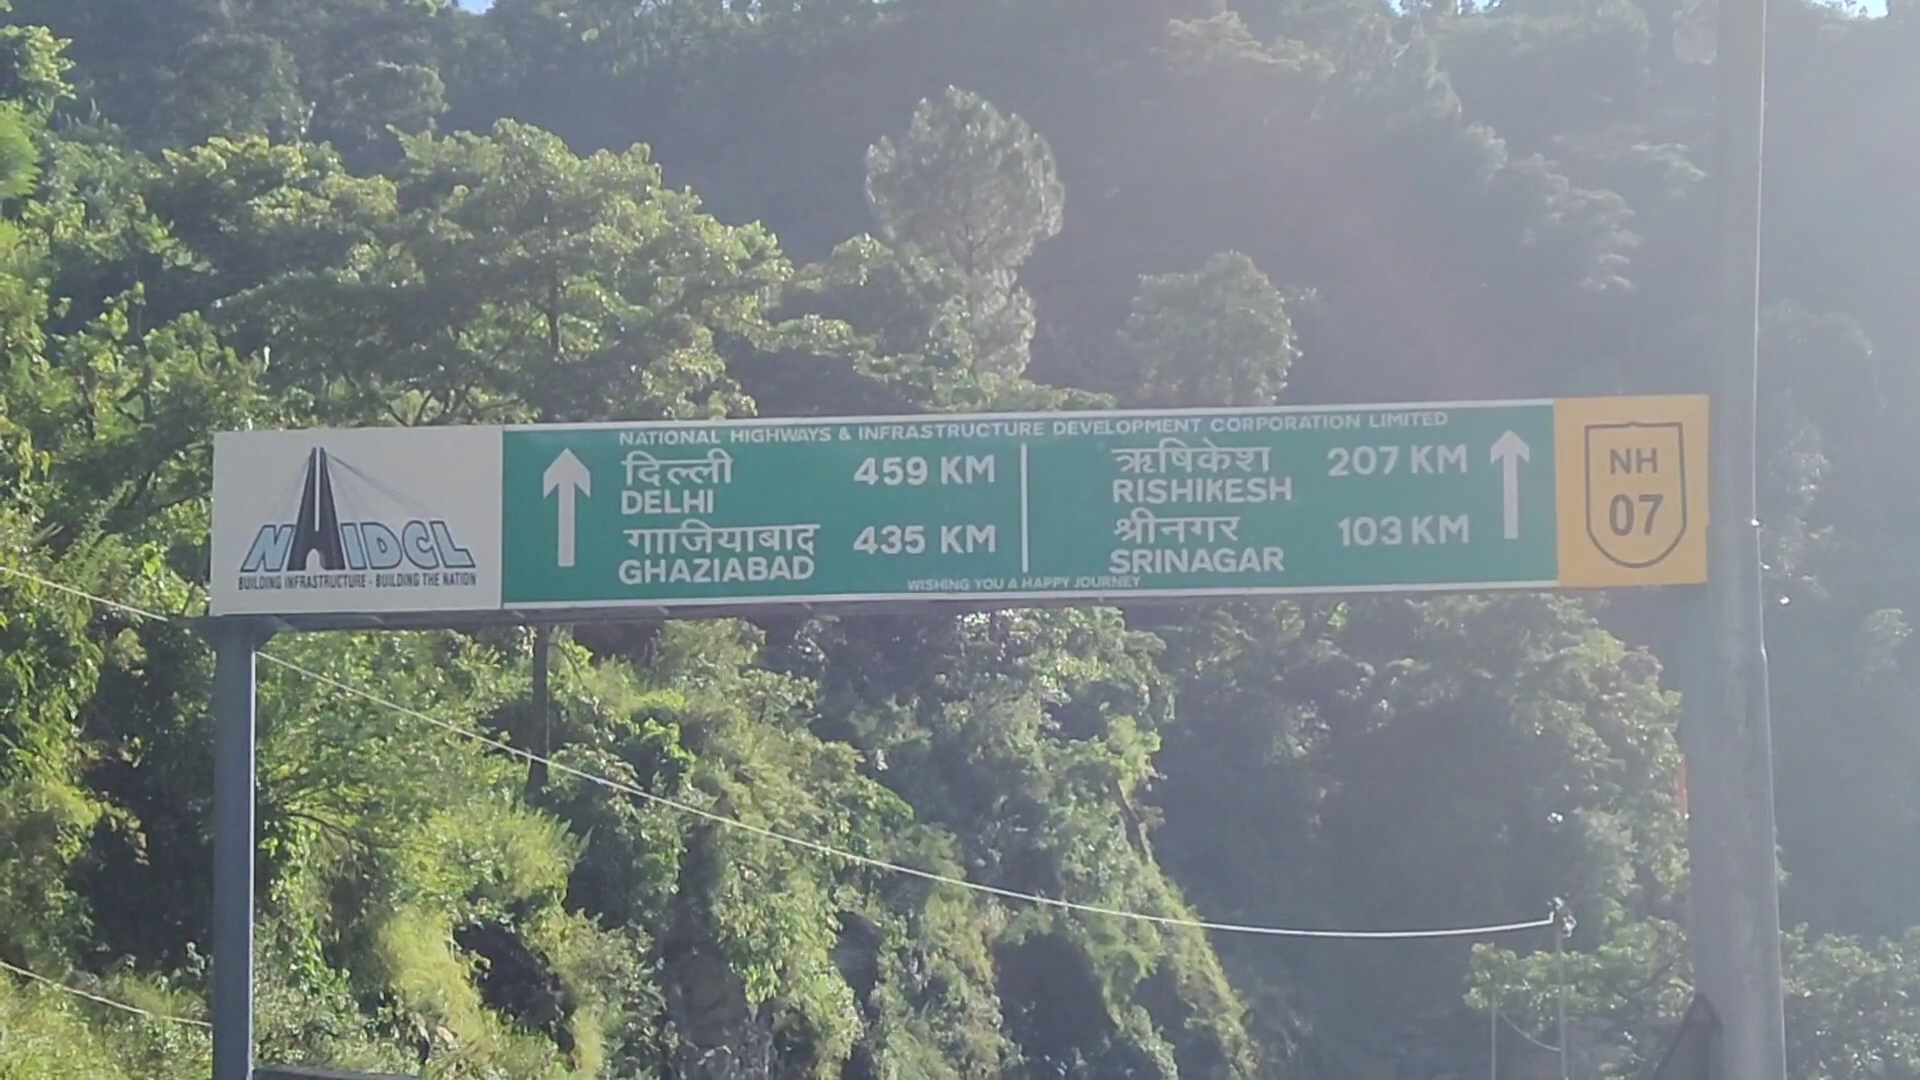 NATIONAL HIGHWAYS & INFRASTRUCTURE DEVELOPMENT CORPORATION LIMITED
NHIDCL
BUILDING INFRASTRUCTURE - BUILDING THE NATION
दिल्ली 459 KM
DELHI
गाजियाबाद 435 KM
GHAZIABAD
ऋषिकेश 207 KM
RISHIKESH
श्रीनगर 103 KM
SRINAGAR
WISHING YOU A HAPPY JOURNEY
NH
07